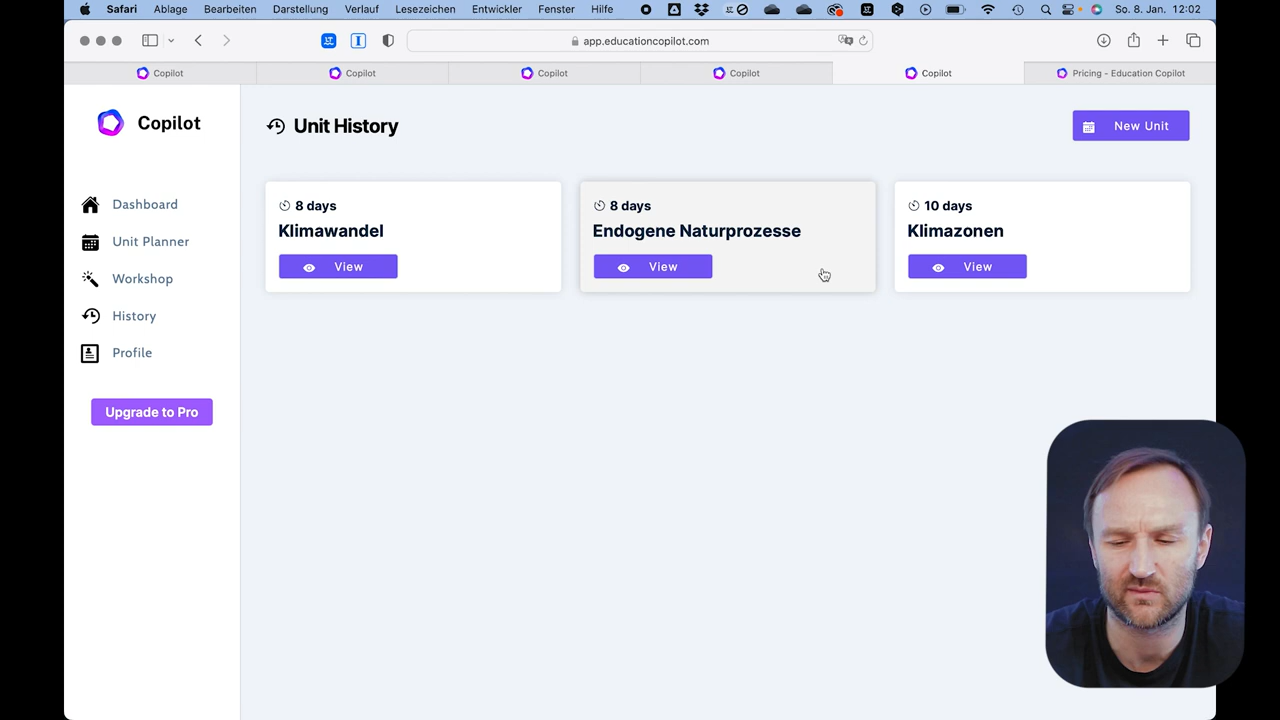 Safari Ablage Bearbeiten Darstellung Verlauf Lesezeichen Entwickler Fenster Hilfe So. 8. Jan. 12:02
app.educationcopilot.com
Copilot Copilot Copilot Copilot Copilot Pricing - Education Copilot
Copilot
Dashboard
Unit Planner
Workshop
History
Profile
Upgrade to Pro
Unit History
New Unit
8 days
Klimawandel
View
8 days
Endogene Naturprozesse
View
10 days
Klimazonen
View